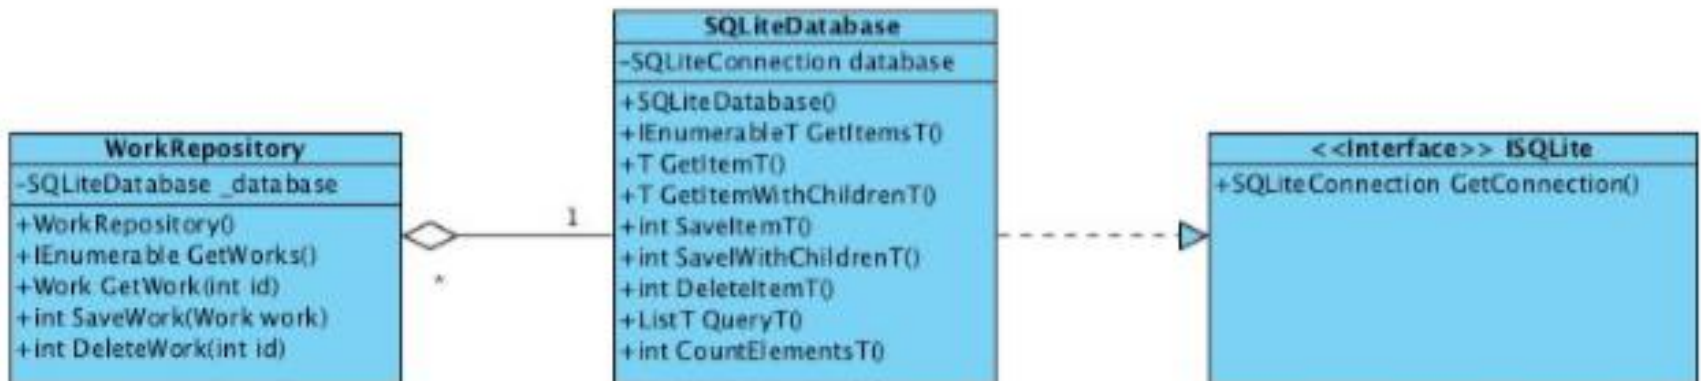 WorkRepository
-SQLiteDatabase _database
+WorkRepository()
+IEnumerable GetWorks()
+Work GetWork(int id)
+int SaveWork(Work work)
+int DeleteWork(int id)
1
*
SQLiteDatabase
-SQLiteConnection database
+SQLiteDatabase()
+IEnumerableT GetItemsT()
+T GetItemT()
+T GetItemWithChildrenT()
+int SaveItemT()
+int SaveIWithChildrenT()
+int DeleteItemT()
+ListT QueryT()
+int CountElementsT()
<<Interface>> ISQLite
+SQLiteConnection GetConnection()